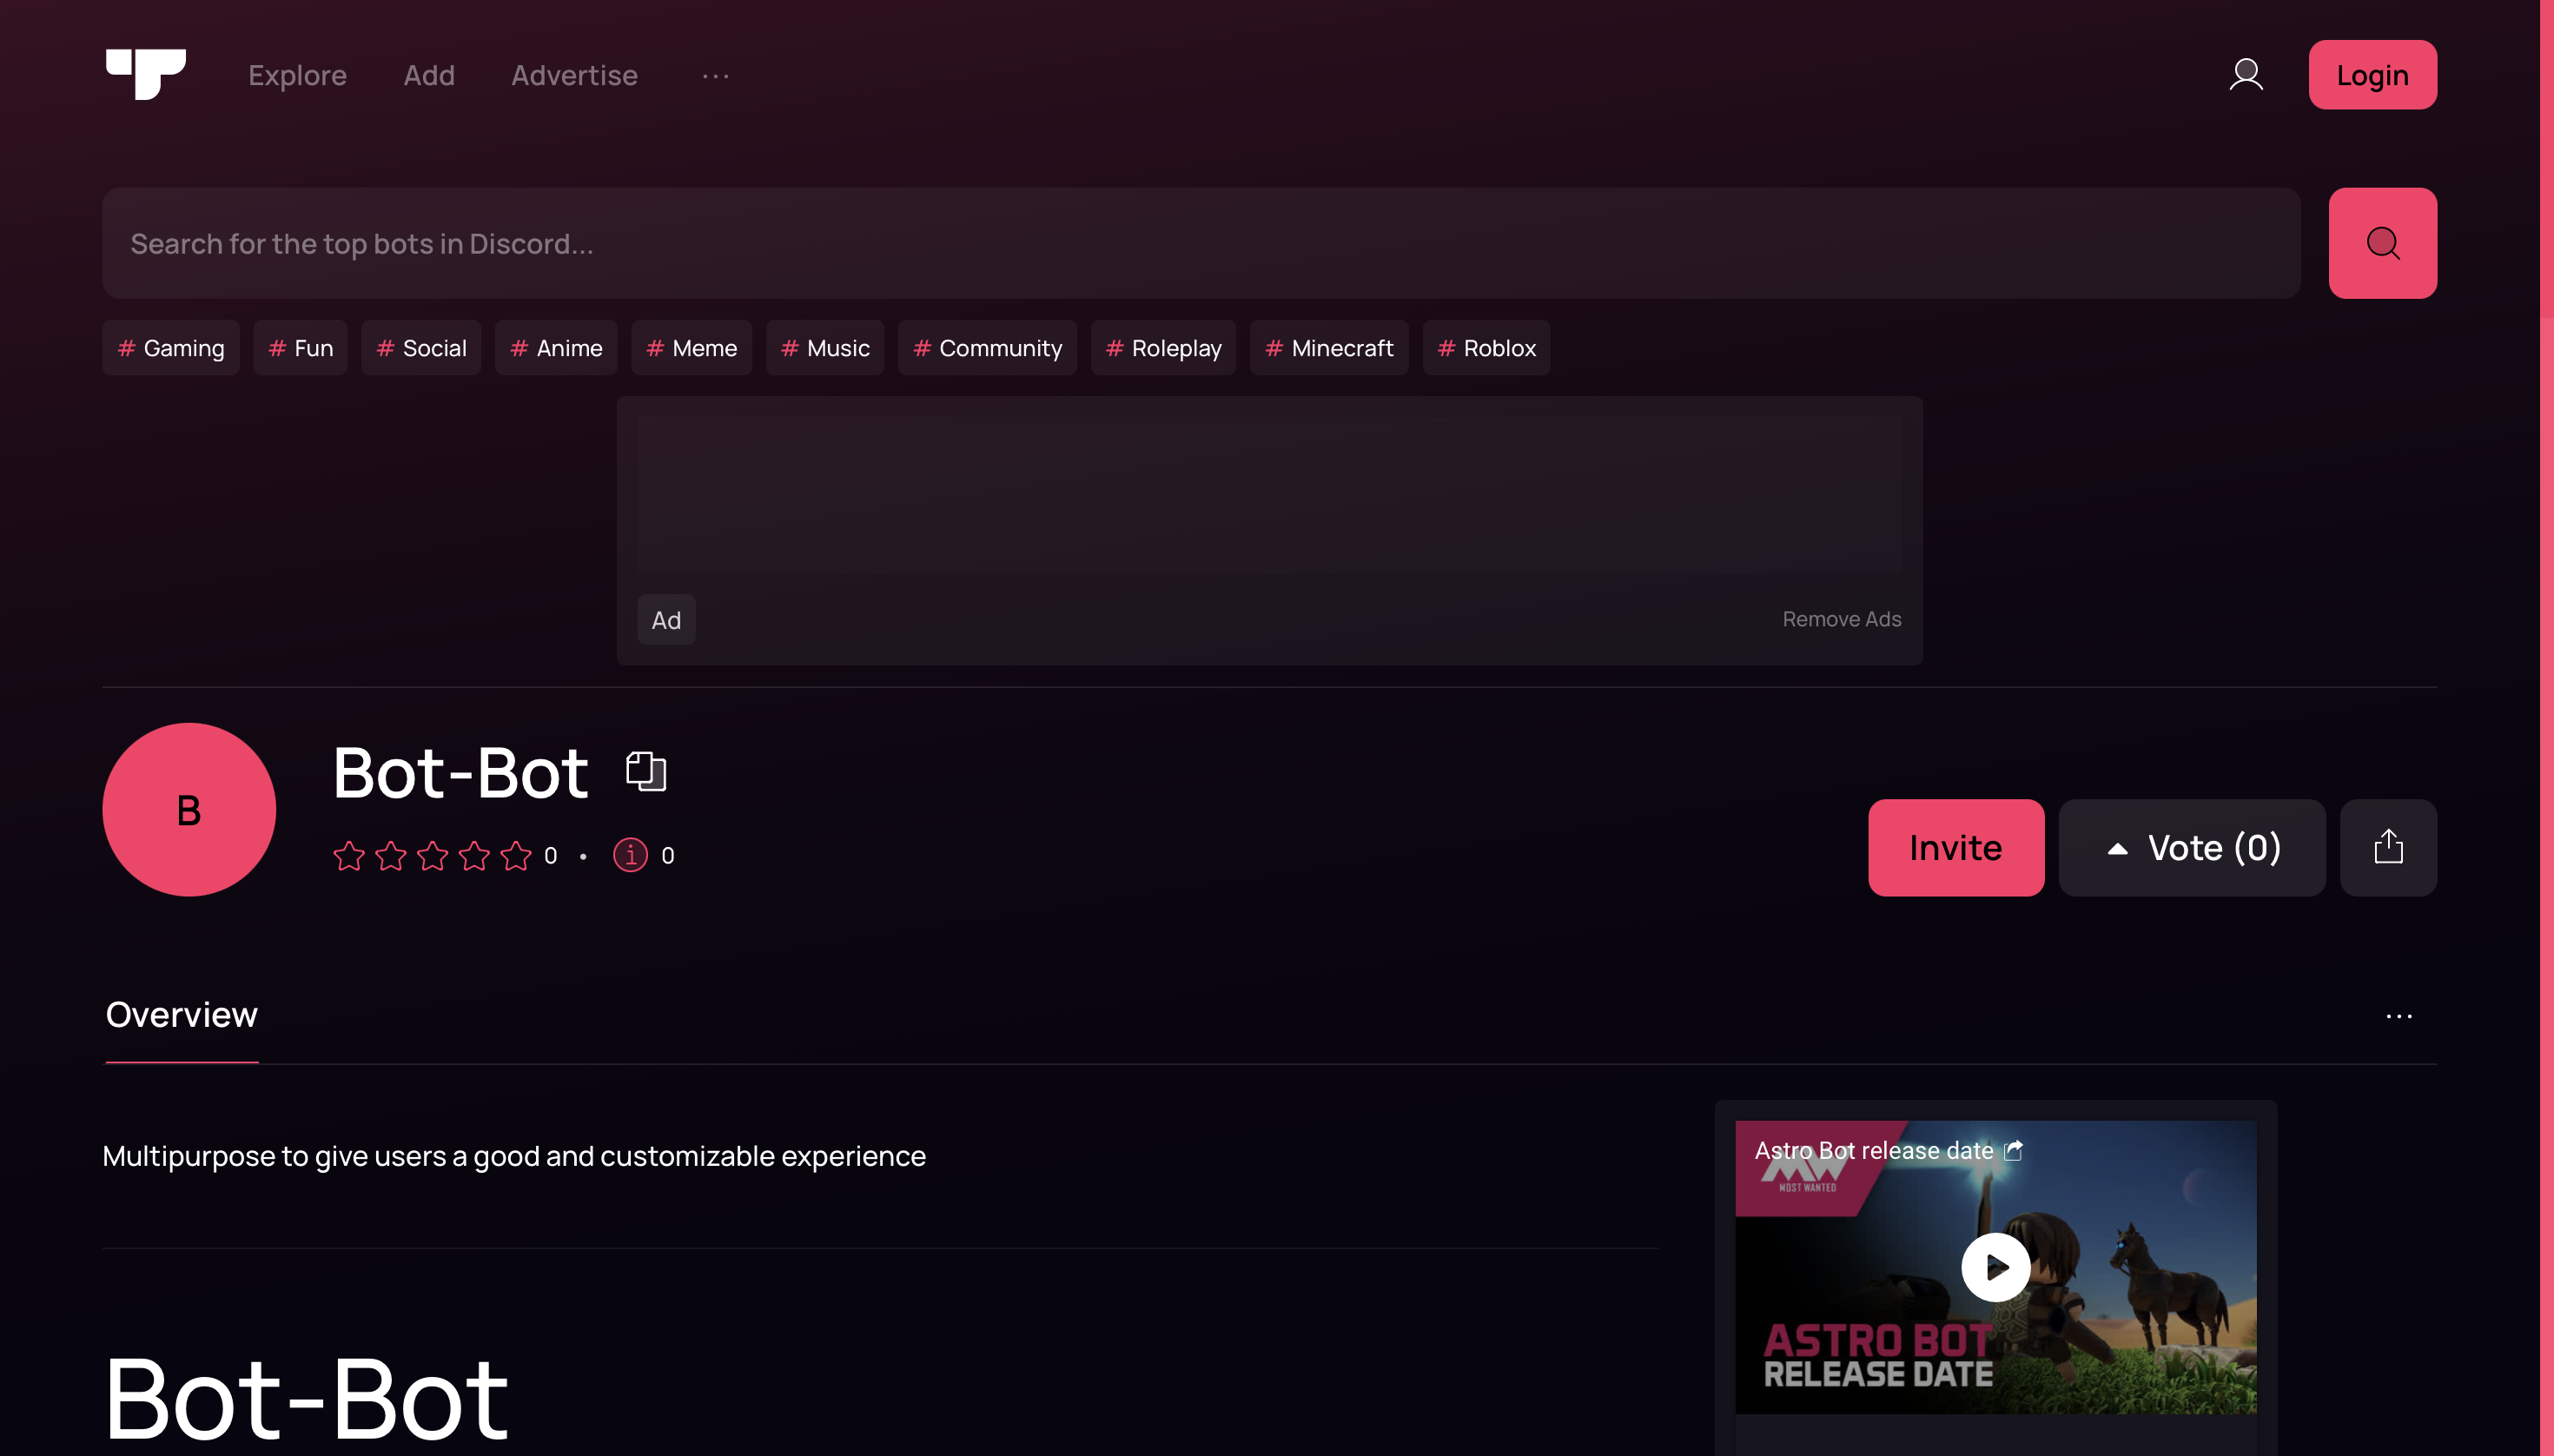 Explore Add Advertise ...
Login
Search for the top bots in Discord...
# Gaming # Fun # Social # Anime # Meme # Music # Community # Roleplay # Minecraft # Roblox
Ad
Remove Ads
B
Bot-Bot
0 • i 0
Invite
Vote (0)
Overview
...
Multipurpose to give users a good and customizable experience
Astro Bot release date
MW
MOST WANTED
ASTRO BOT
RELEASE DATE
Bot-Bot